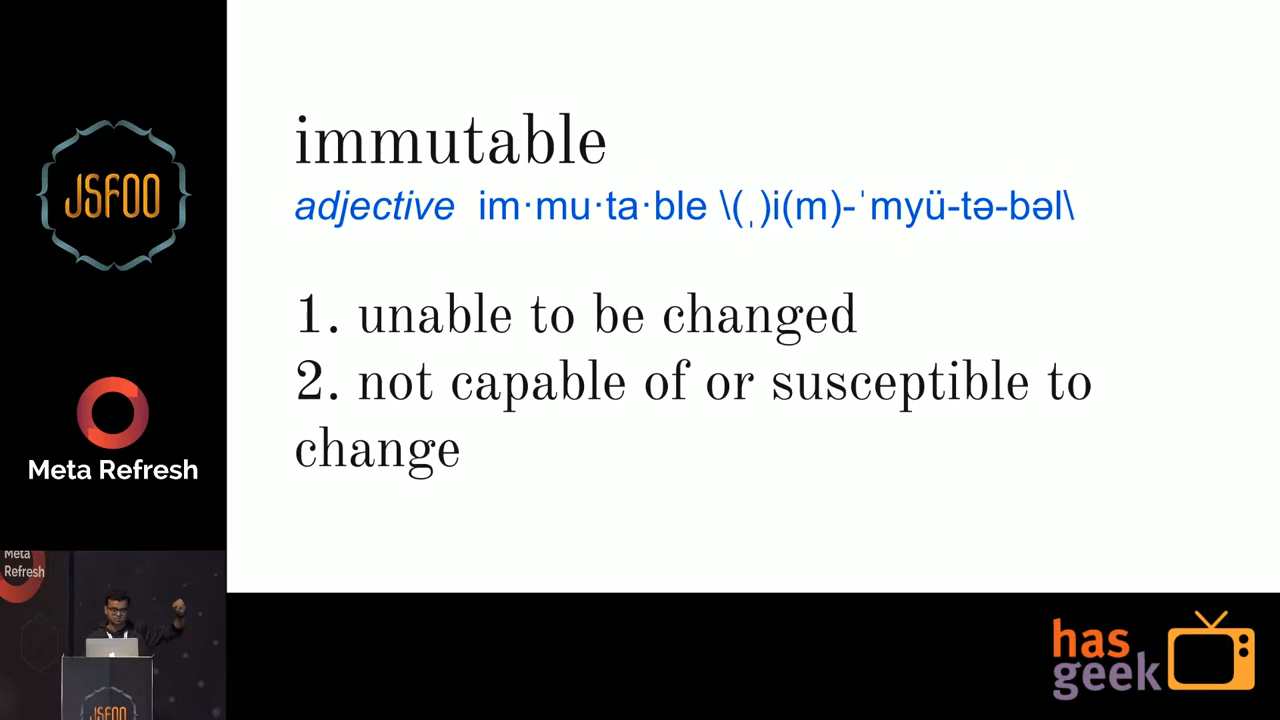 JSFOO
Meta Refresh
immutable
adjective im·mu·ta·ble \(ˌ)i(m)-ˈmyü-tə-bəl\
1. unable to be changed
2. not capable of or susceptible to
change
Meta
Refresh
JSFOO
has
geek